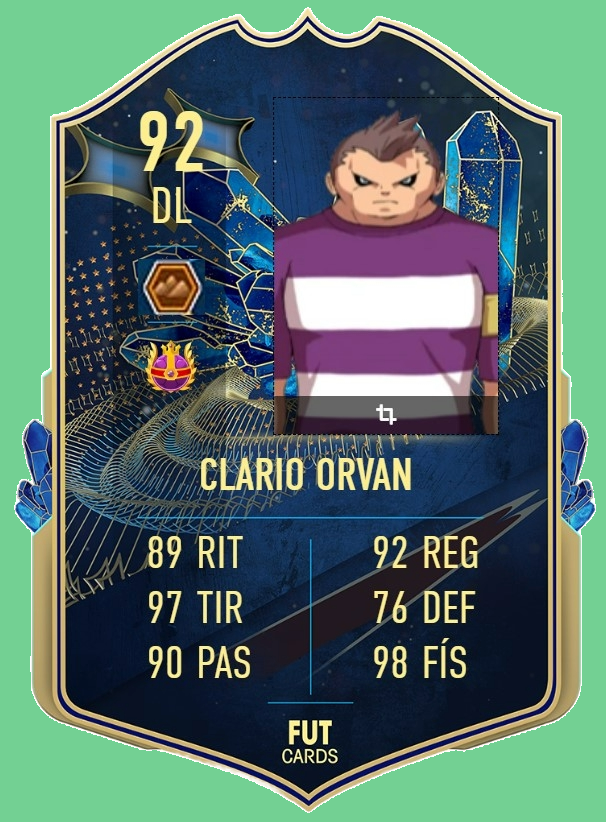 92
DL
CLARIO ORVAN
89 RIT
97 TIR
90 PAS
92 REG
76 DEF
98 FÍS
FUT
CARDS